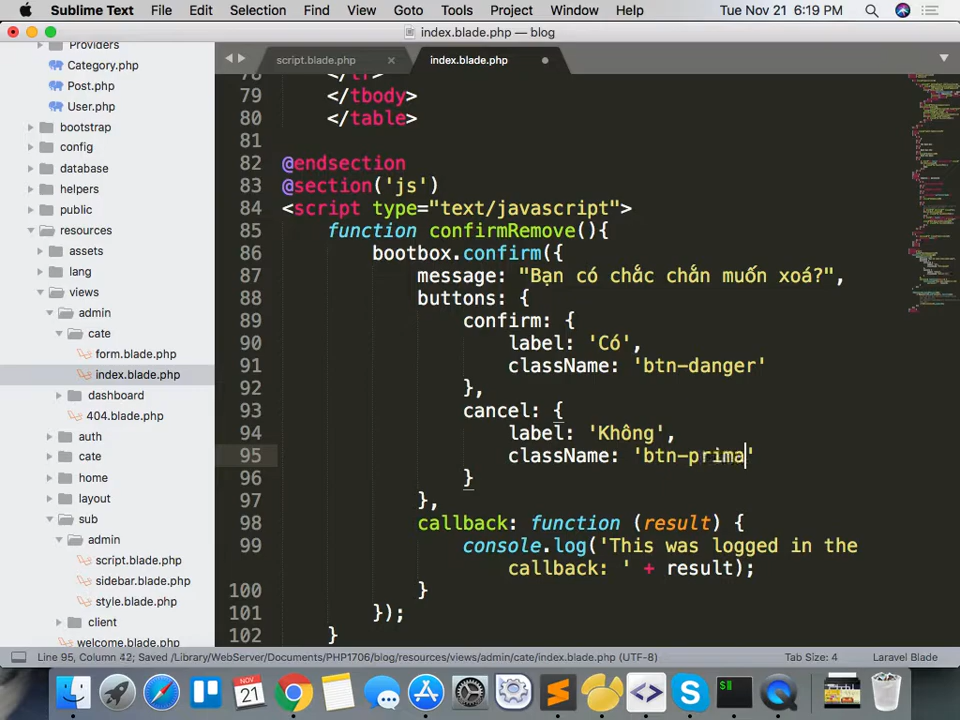 Sublime Text File Edit Selection Find View Goto Tools Project Window Help Tue Nov 21 6:19 PM
index.blade.php — blog
script.blade.php index.blade.php
Providers
Category.php
Post.php
User.php
bootstrap
config
database
helpers
public
resources
assets
lang
views
admin
cate
form.blade.php
index.blade.php
dashboard
404.blade.php
auth
cate
home
layout
sub
admin
script.blade.php
sidebar.blade.php
style.blade.php
client
welcome.blade.php
78 </tr>
79 </tbody>
80 </table>
81
82 @endsection
83 @section('js')
84 <script type="text/javascript">
85 function confirmRemove(){
86 bootbox.confirm({
87 message: "Bạn có chắc chắn muốn xoá?",
88 buttons: {
89 confirm: {
90 label: 'Có',
91 className: 'btn-danger'
92 },
93 cancel: {
94 label: 'Không',
95 className: 'btn-prima'
96 }
97 },
98 callback: function (result) {
99 console.log('This was logged in the
callback: ' + result);
100 }
101 });
102 }
Line 95, Column 42; Saved /Library/WebServer/Documents/PHP1706/blog/resources/views/admin/cate/index.blade.php (UTF-8) Tab Size: 4 Laravel Blade
NOV
21